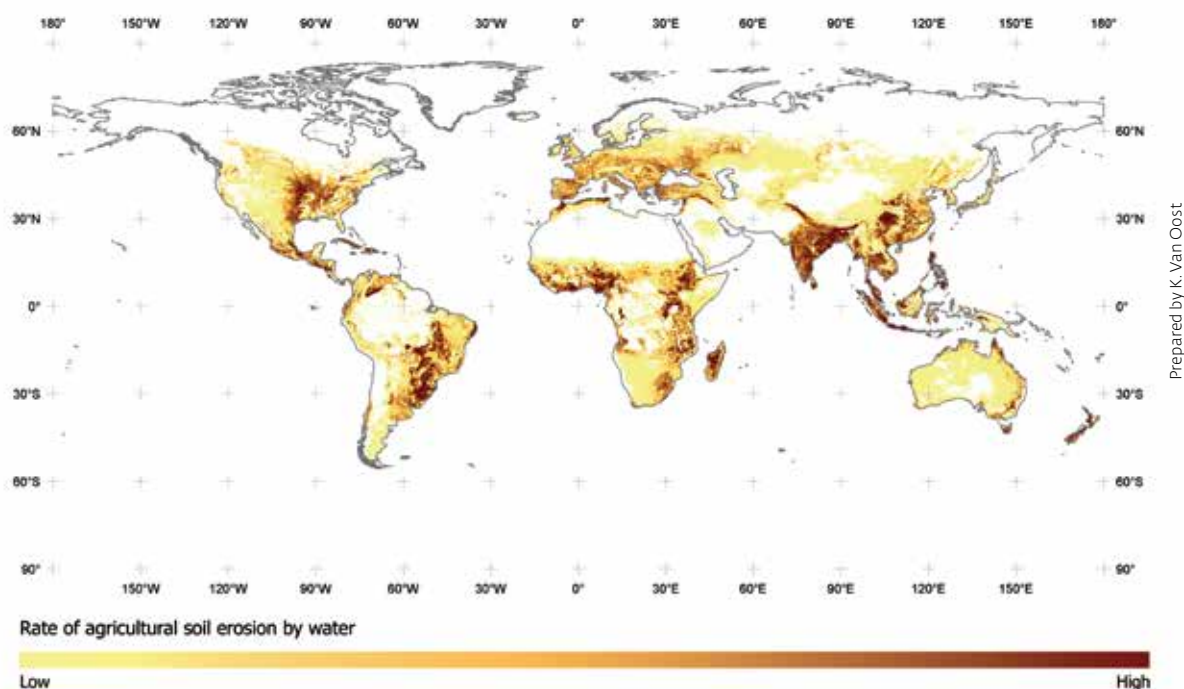 180° 150°W 120°W 90°W 60°W 30°W 0° 30°E 60°E 90°E 120°E 150°E 180°
60°N 60°N
30°N 30°N
0° 0°
30°S 30°S
60°S 60°S
90° 90°
150°W 120°W 90°W 60°W 30°W 0° 30°E 60°E 90°E 120°E 150°E
Prepared by K. Van Oost
Rate of agricultural soil erosion by water
Low High